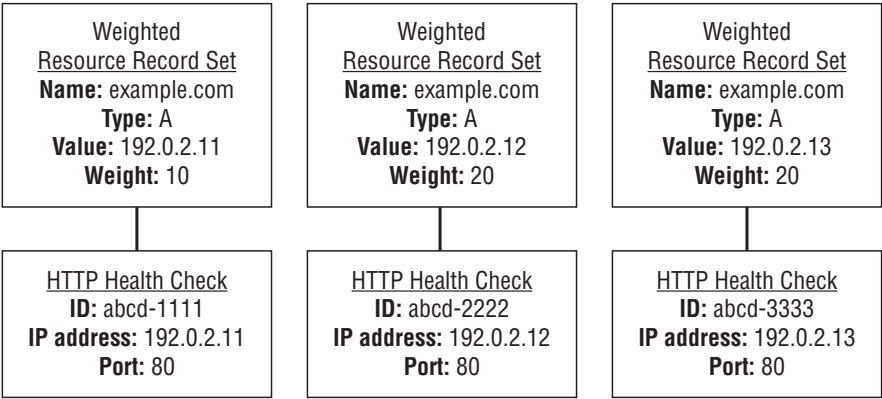 Weighted
Resource Record Set
Name: example.com
Type: A
Value: 192.0.2.11
Weight: 10
Weighted
Resource Record Set
Name: example.com
Type: A
Value: 192.0.2.12
Weight: 20
Weighted
Resource Record Set
Name: example.com
Type: A
Value: 192.0.2.13
Weight: 20
HTTP Health Check
ID: abcd-1111
IP address: 192.0.2.11
Port: 80
HTTP Health Check
ID: abcd-2222
IP address: 192.0.2.12
Port: 80
HTTP Health Check
ID: abcd-3333
IP address: 192.0.2.13
Port: 80